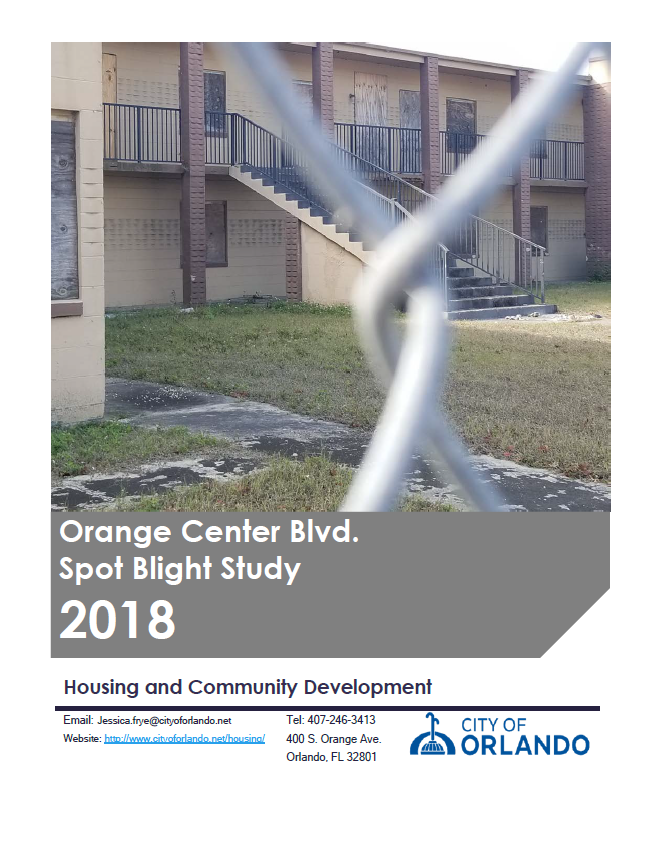 Orange Center Blvd.
Spot Blight Study
2018
Housing and Community Development
Email: Jessica.frye@cityoforlando.net
Website: http://www.cityoforlando.net/housing/
Tel: 407-246-3413
400 S. Orange Ave.
Orlando, FL 32801
CITY OF
ORLANDO